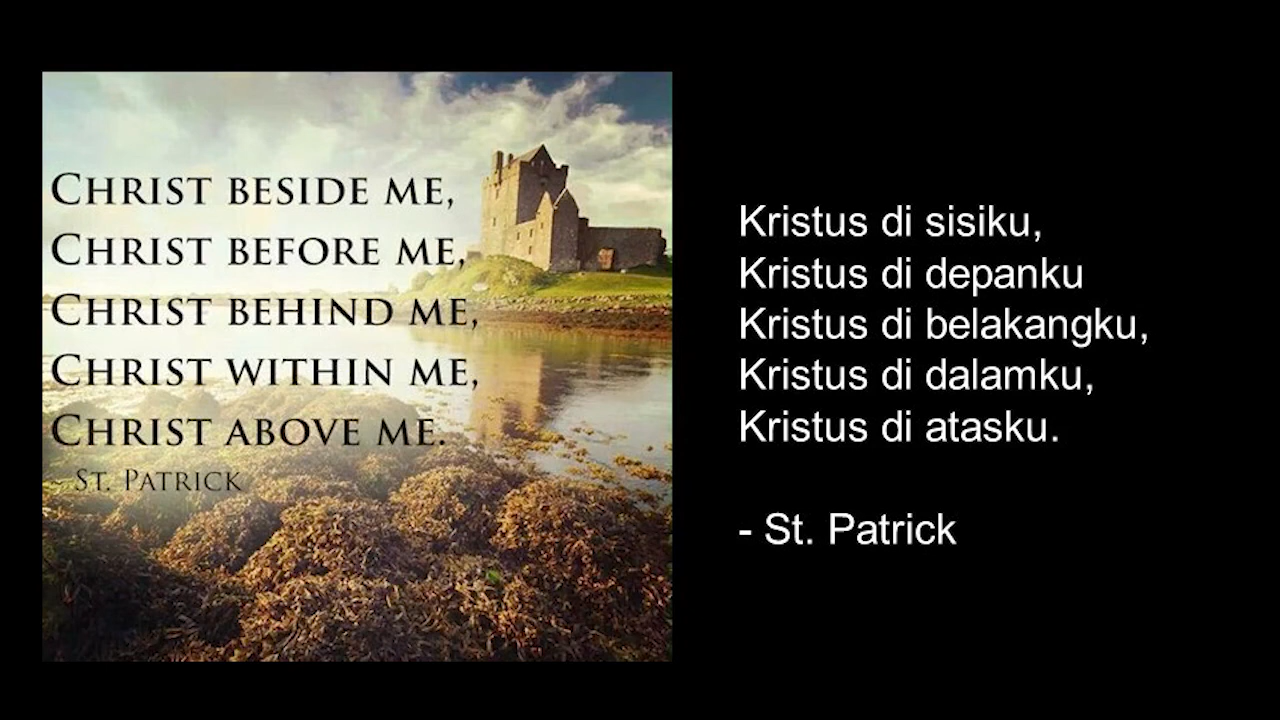 CHRIST BESIDE ME,
CHRIST BEFORE ME,
CHRIST BEHIND ME,
CHRIST WITHIN ME,
CHRIST ABOVE ME.
- ST. PATRICK
Kristus di sisiku,
Kristus di depanku
Kristus di belakangku,
Kristus di dalamku,
Kristus di atasku.
- St. Patrick